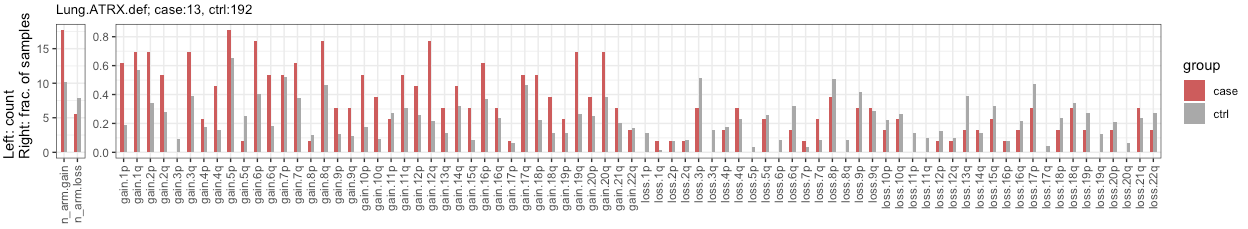 Lung.ATRX.def; case:13, ctrl:192
Left: count
Right: frac. of samples
15
10
5
0
n_arm.gain
n_arm.loss
0.8
0.6
0.4
0.2
0.0
gain.1p
gain.1q
gain.2p
gain.2q
gain.3p
gain.3q
gain.4p
gain.4q
gain.5p
gain.5q
gain.6p
gain.6q
gain.7p
gain.7q
gain.8p
gain.8q
gain.9p
gain.9q
gain.10p
gain.10q
gain.11p
gain.11q
gain.12p
gain.12q
gain.13q
gain.14q
gain.15q
gain.16p
gain.16q
gain.17p
gain.17q
gain.18p
gain.18q
gain.19p
gain.19q
gain.20p
gain.20q
gain.21q
gain.22q
loss.1p
loss.1q
loss.2p
loss.2q
loss.3p
loss.3q
loss.4p
loss.4q
loss.5p
loss.5q
loss.6p
loss.6q
loss.7p
loss.7q
loss.8p
loss.8q
loss.9p
loss.9q
loss.10p
loss.10q
loss.11p
loss.11q
loss.12p
loss.12q
loss.13q
loss.14q
loss.15q
loss.16p
loss.16q
loss.17p
loss.17q
loss.18p
loss.18q
loss.19p
loss.19q
loss.20p
loss.20q
loss.21q
loss.22q
group
case
ctrl